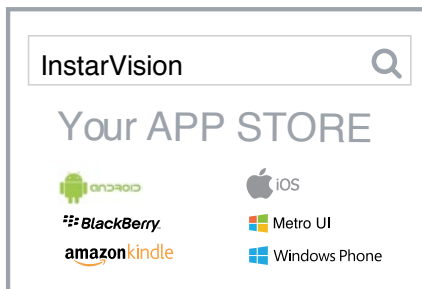 InstarVision
Your APP STORE
android
iOS
BlackBerry.
Metro UI
amazonkindle
Windows Phone